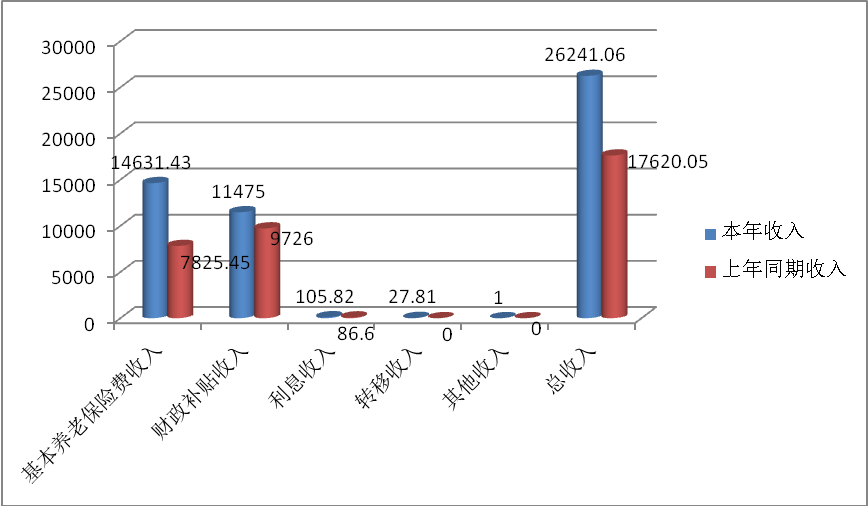 30000
25000
20000
15000
10000
5000
0
14631.43
7825.45
11475
9726
105.82
86.6
27.81
0
1
0
26241.06
17620.05
基本养老保险费收入
财政补贴收入
利息收入
转移收入
其他收入
总收入
本年收入
上年同期收入